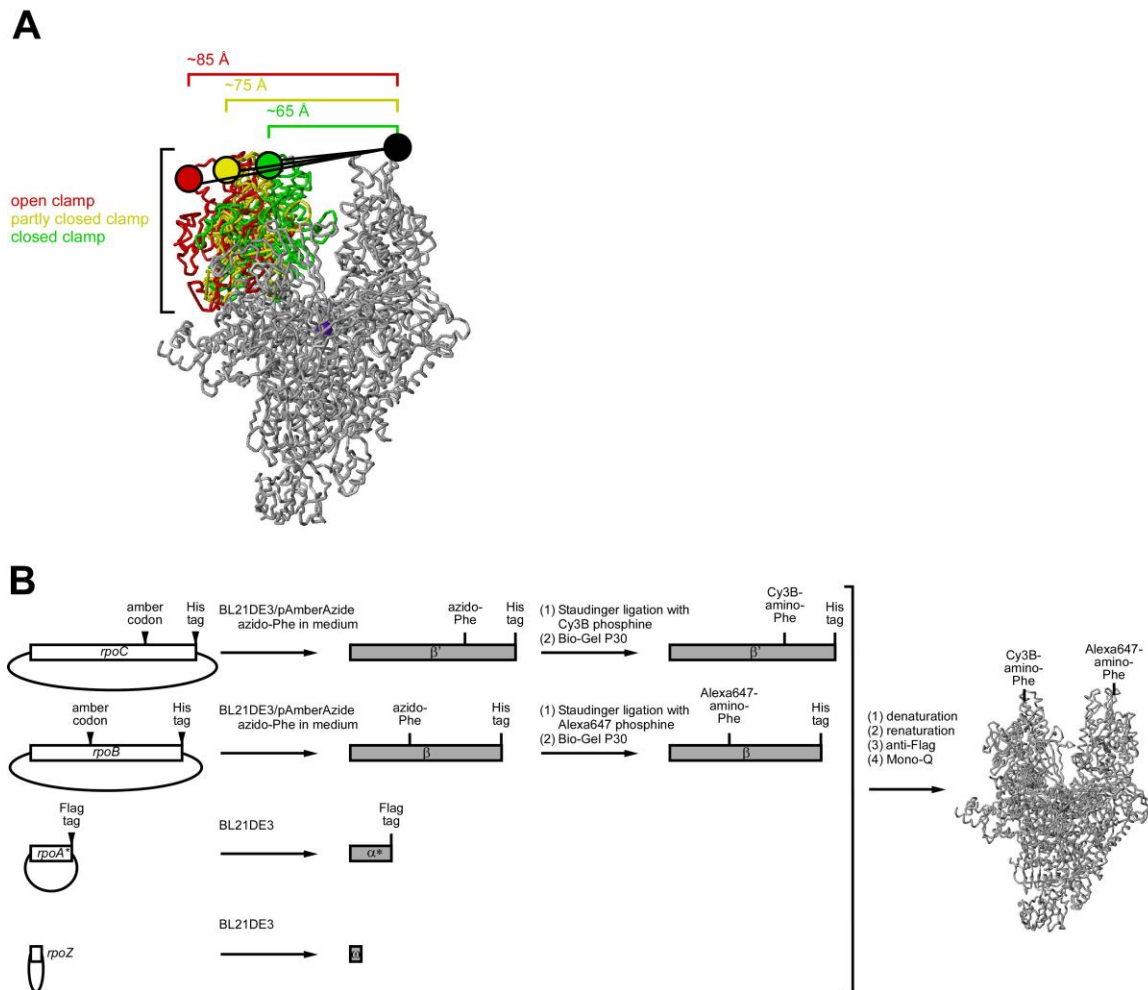 A
~85 Å
~75 Å
~65 Å
open clamp
partly closed clamp
closed clamp
B
amber
codon
His
tag
rpoC
BL21DE3/pAmberAzide
azido-Phe in medium
azido-
Phe
His
tag
β'
(1) Staudinger ligation with
Cy3B phosphine
(2) Bio-Gel P30
Cy3B-
amino-
Phe
His
tag
β'
amber
codon
His
tag
rpoB
BL21DE3/pAmberAzide
azido-Phe in medium
azido-
Phe
His
tag
β
(1) Staudinger ligation with
Alexa647 phosphine
(2) Bio-Gel P30
Alexa647-
amino-Phe
His
tag
β
Flag
tag
rpoA*
BL21DE3
Flag
tag
α*
rpoZ
BL21DE3
ω
(1) denaturation
(2) renaturation
(3) anti-Flag
(4) Mono-Q
Cy3B-
amino-
Phe
Alexa647-
amino-
Phe